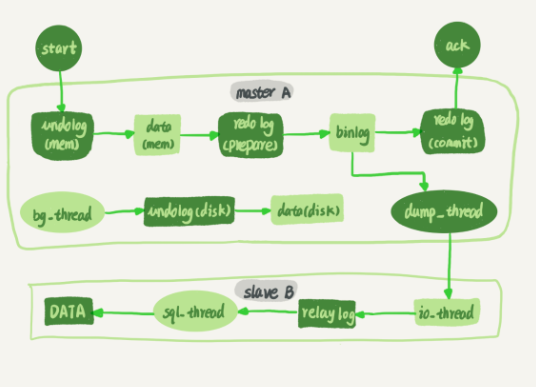 start
ack
master A
undolog
(mem)
data
(mem)
redo log
(prepare)
binlog
redo log
(commit)
bg_thread
undolog(disk)
data(disk)
dump_thread
slave B
DATA
sql_thread
relay log
io_thread